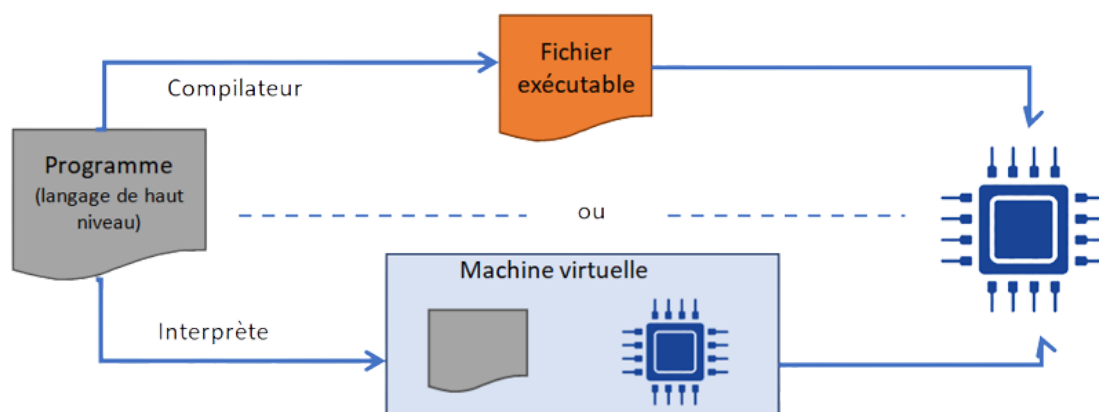 Fichier
exécutable
Compilateur
Programme
(langage de haut
niveau)
ou
Machine virtuelle
Interprète